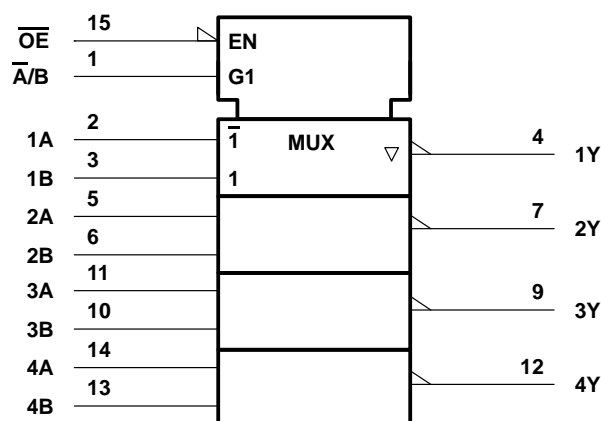 15
O̅E̅ EN
1
A̅/B G1
2 4
1A 1̅ MUX ▽ 1Y
3
1B 1
5 7
2A 2Y
6
2B
11 9
3A 3Y
10
3B
14 12
4A 4Y
13
4B